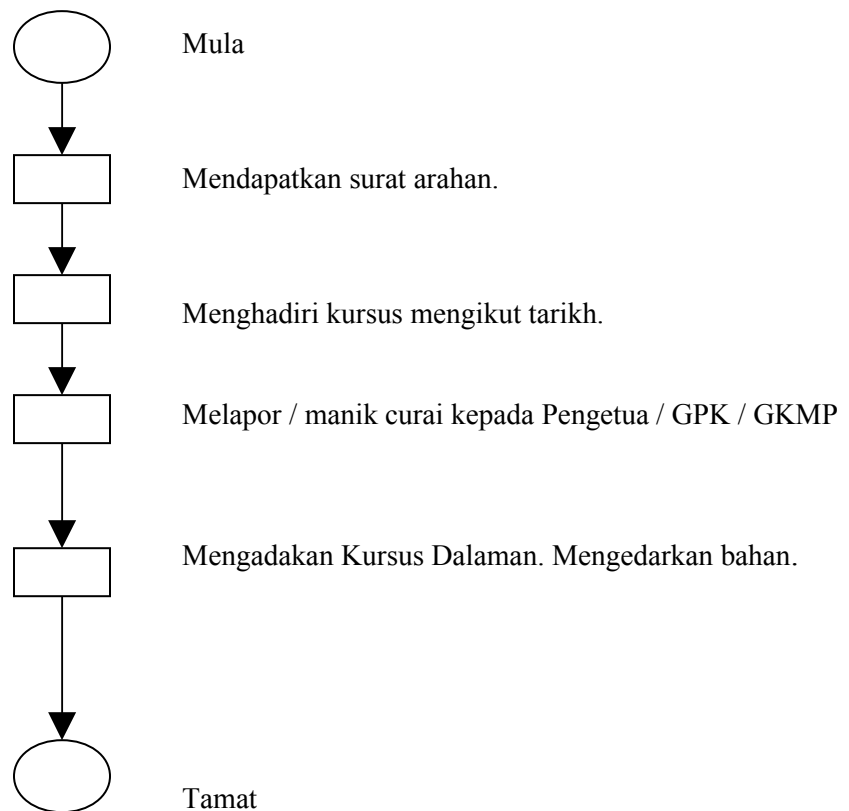 Mula
Mendapatkan surat arahan.
Menghadiri kursus mengikut tarikh.
Melapor / manik curai kepada Pengetua / GPK / GKMP
Mengadakan Kursus Dalaman. Mengedarkan bahan.
Tamat